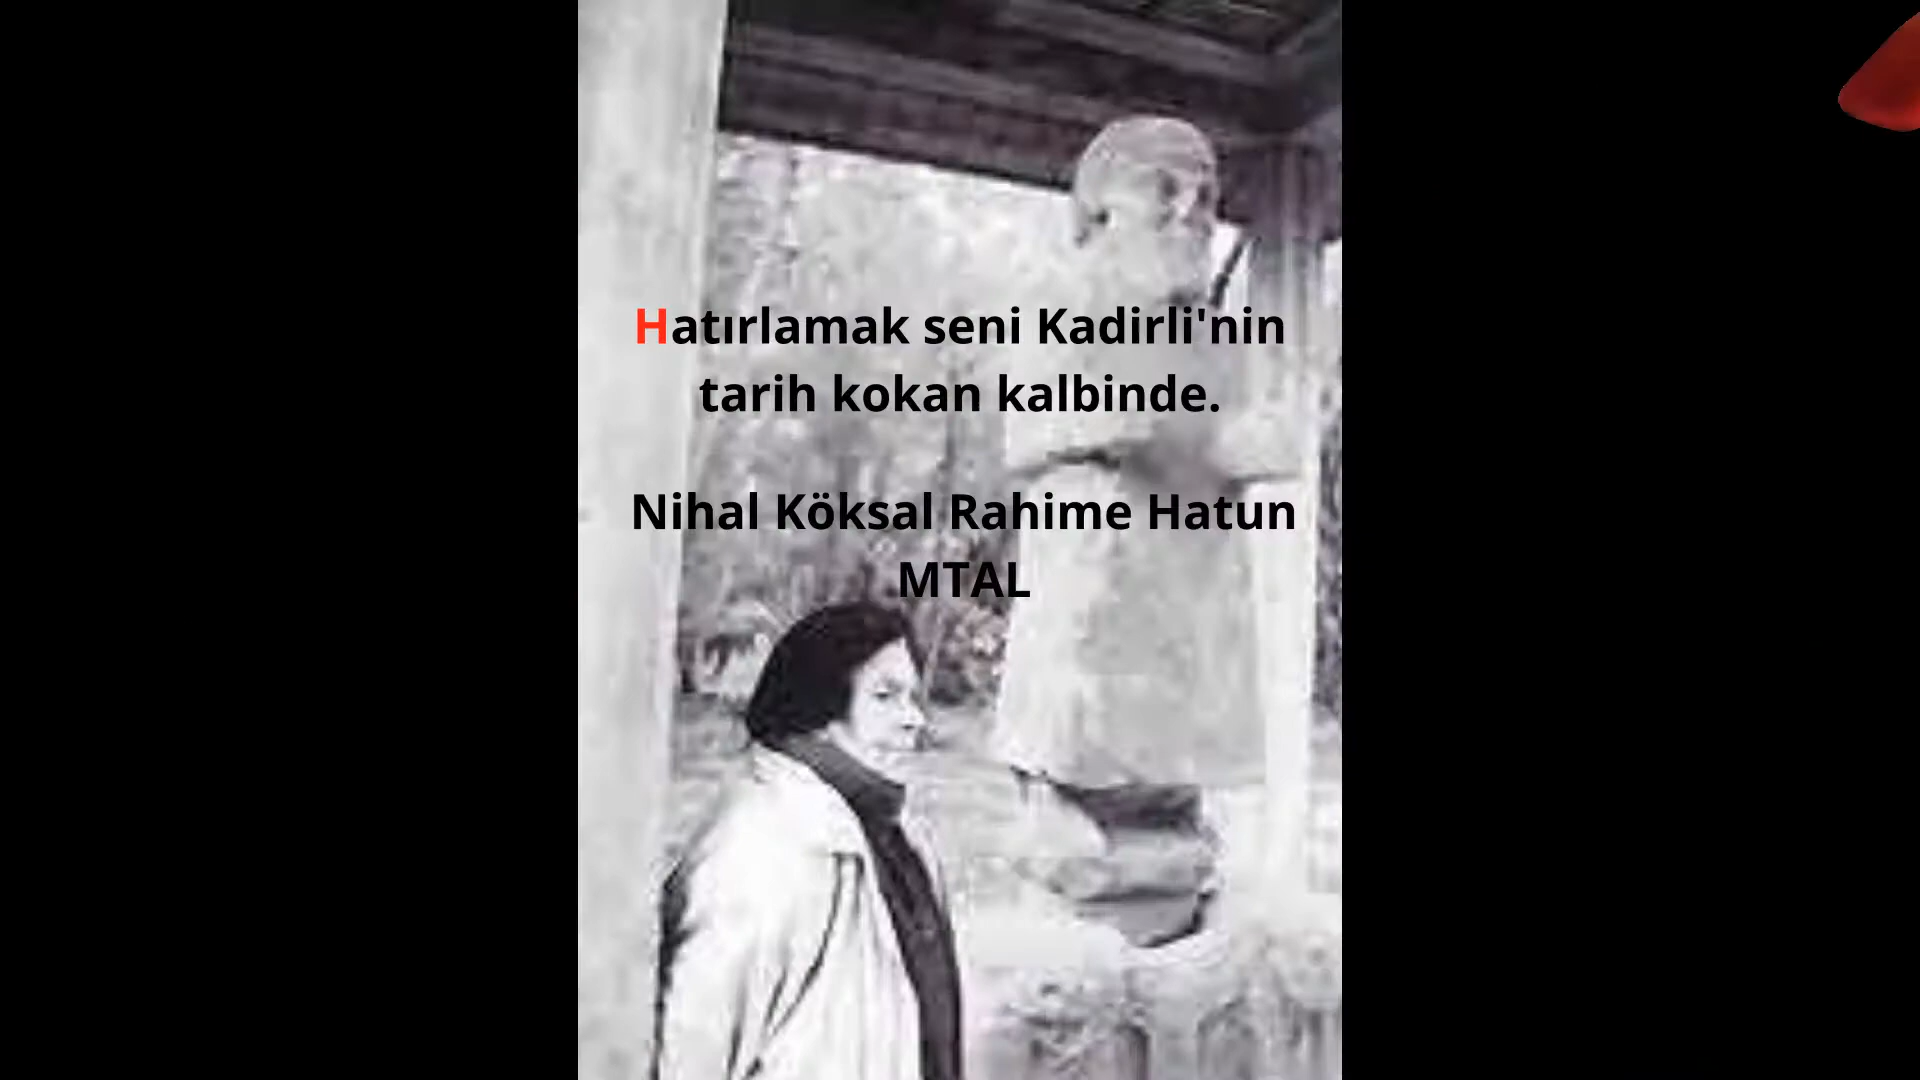 Hatırlamak seni Kadirli'nin
tarih kokan kalbinde.
Nihal Köksal Rahime Hatun
MTAL